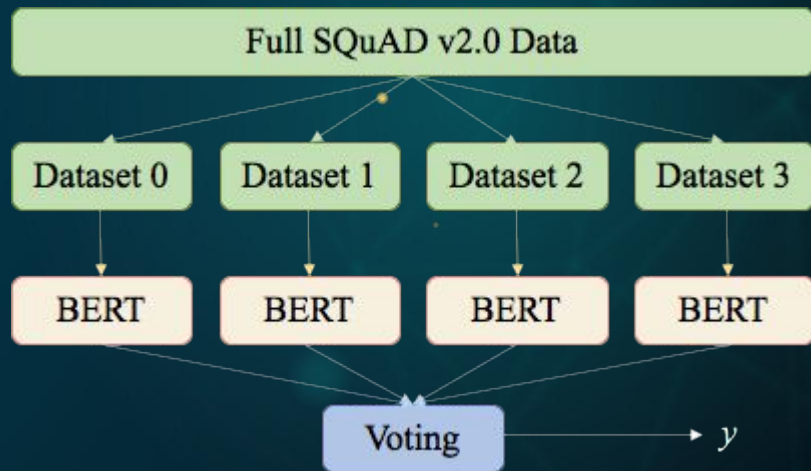 Full SQuAD v2.0 Data
Dataset 0 Dataset 1 Dataset 2 Dataset 3
BERT BERT BERT BERT
Voting y